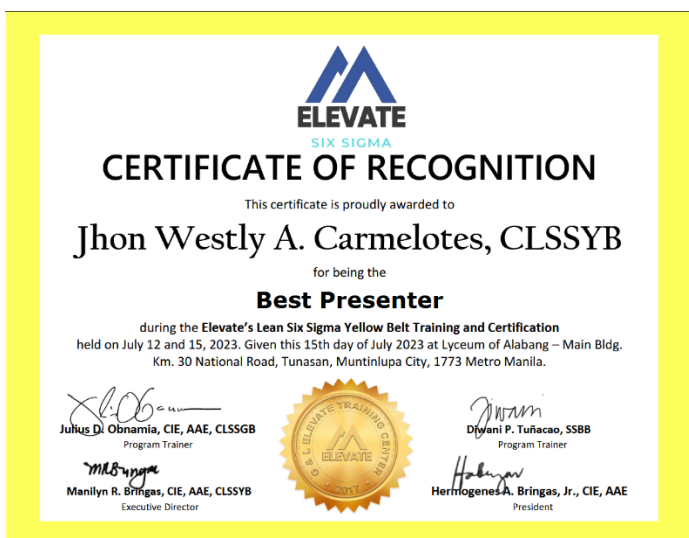 ELEVATE
SIX SIGMA
CERTIFICATE OF RECOGNITION
This certificate is proudly awarded to
Jhon Westly A. Carmelotes, CLSSYB
for being the
Best Presenter
during the Elevate's Lean Six Sigma Yellow Belt Training and Certification
held on July 12 and 15, 2023. Given this 15th day of July 2023 at Lyceum of Alabang – Main Bldg.
Km. 30 National Road, Tunasan, Muntinlupa City, 1773 Metro Manila.
Julius D. Obnamia, CIE, AAE, CLSSGB
Program Trainer
Diwani P. Tuñacao, SSBB
Program Trainer
G & L ELEVATE TRAINING CENTER
ELEVATE
2017
Manilyn R. Bringas, CIE, AAE, CLSSYB
Executive Director
Hermogenes A. Bringas, Jr., CIE, AAE
President